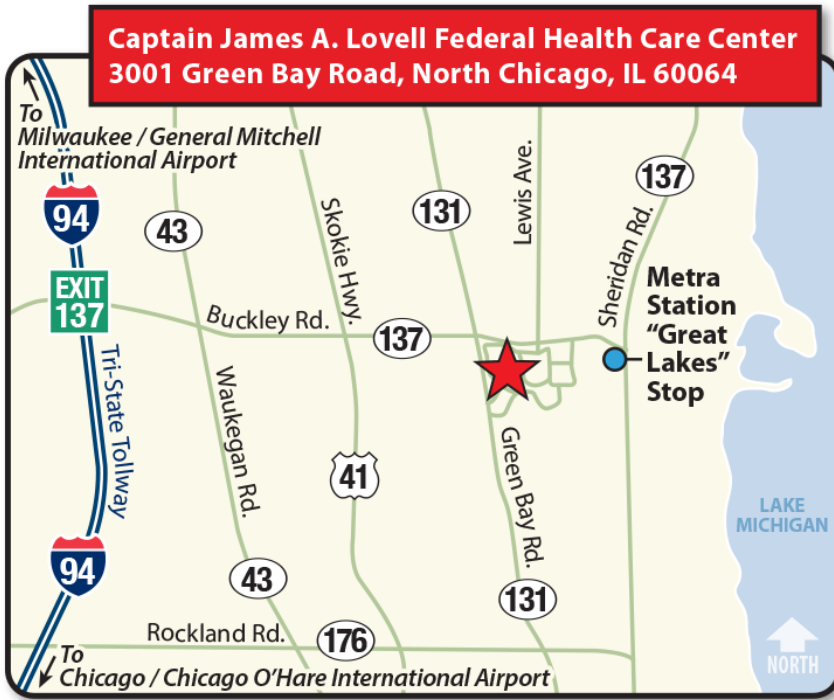 Captain James A. Lovell Federal Health Care Center
3001 Green Bay Road, North Chicago, IL 60064
To
Milwaukee / General Mitchell
International Airport
94
43
Skokie Hwy.
131
Lewis Ave.
137
Sheridan Rd.
EXIT
137
Buckley Rd.
137
Metra
Station
“Great
Lakes”
Stop
Tri-State Tollway
Waukegan Rd.
41
Green Bay Rd.
LAKE
MICHIGAN
94
43
131
Rockland Rd.
176
To
Chicago / Chicago O’Hare International Airport
NORTH